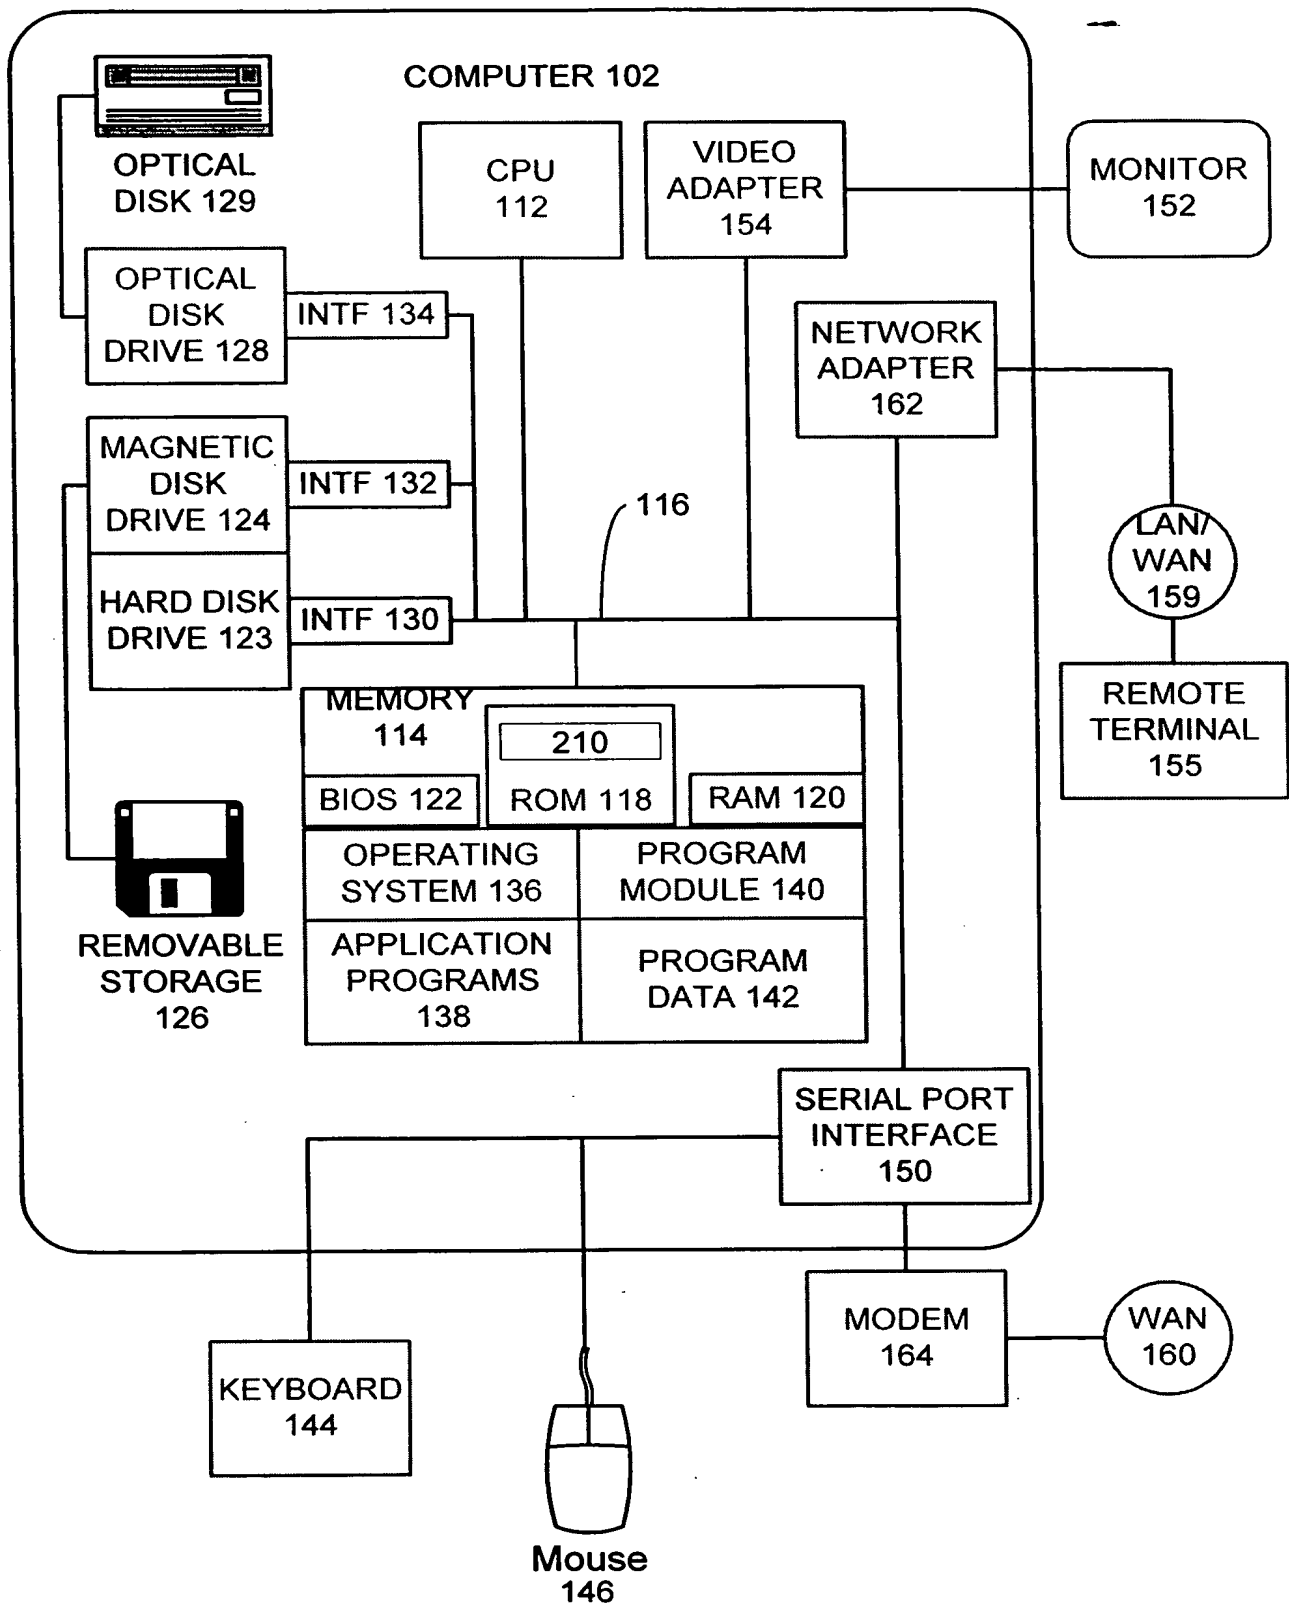 COMPUTER 102
OPTICAL
DISK 129
CPU
112
VIDEO
ADAPTER
154
MONITOR
152
OPTICAL
DISK
DRIVE 128
INTF 134
NETWORK
ADAPTER
162
MAGNETIC
DISK
DRIVE 124
INTF 132
116
LAN/
WAN
159
HARD DISK
DRIVE 123
INTF 130
REMOTE
TERMINAL
155
MEMORY
114
210
BIOS 122
ROM 118
RAM 120
OPERATING
SYSTEM 136
PROGRAM
MODULE 140
REMOVABLE
STORAGE
126
APPLICATION
PROGRAMS
138
PROGRAM
DATA 142
SERIAL PORT
INTERFACE
150
MODEM
164
WAN
160
KEYBOARD
144
Mouse
146